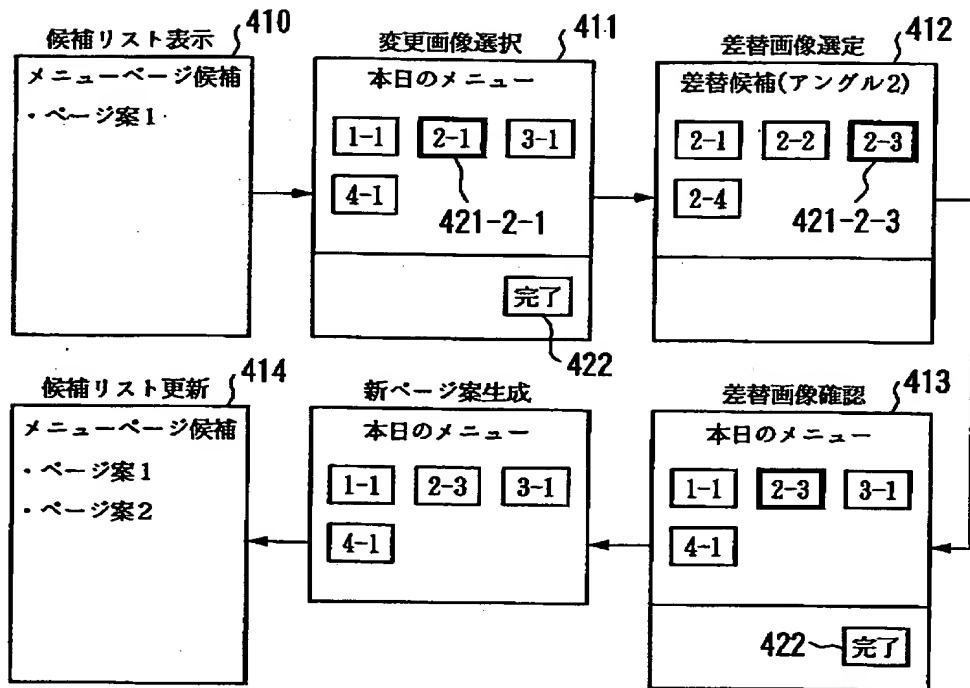 候補リスト表示
410
メニューページ候補
・ページ案1
変更画像選択
411
本日のメニュー
1-1 2-1 3-1
4-1
421-2-1
完了
422
差替画像選定
412
差替候補(アングル2)
2-1 2-2 2-3
2-4
421-2-3
差替画像確認
413
本日のメニュー
1-1 2-3 3-1
4-1
422
完了
新ページ案生成
本日のメニュー
1-1 2-3 3-1
4-1
候補リスト更新
414
メニューページ候補
・ページ案1
・ページ案2